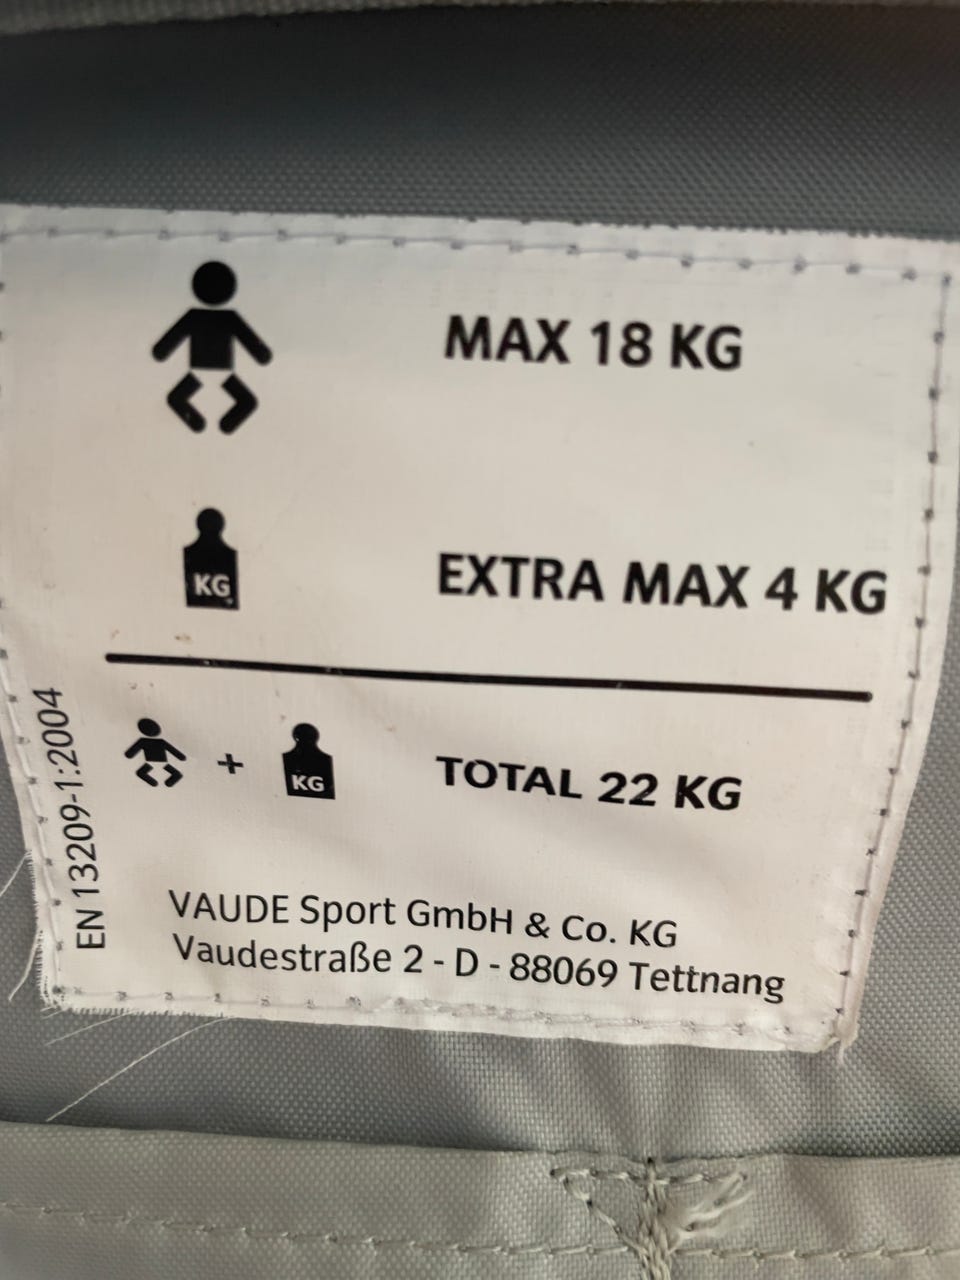 MAX 18 KG
KG
EXTRA MAX 4 KG
+
KG
TOTAL 22 KG
EN 13209-1:2004
VAUDE Sport GmbH & Co. KG
Vaudestraße 2 - D - 88069 Tettnang